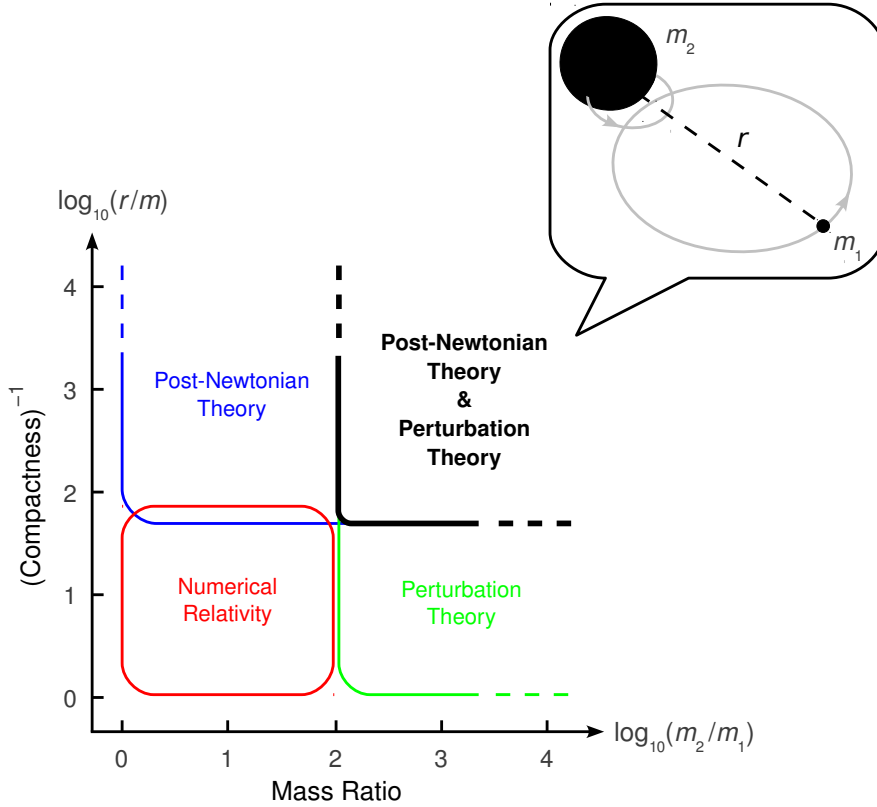 m₂
r
m₁
log₁₀(r/m)
4
3
2
1
0
(Compactness)⁻¹
Post-Newtonian
Theory
Post-Newtonian
Theory
&
Perturbation
Theory
Numerical
Relativity
Perturbation
Theory
0 1 2 3 4
log₁₀(m₂/m₁)
Mass Ratio